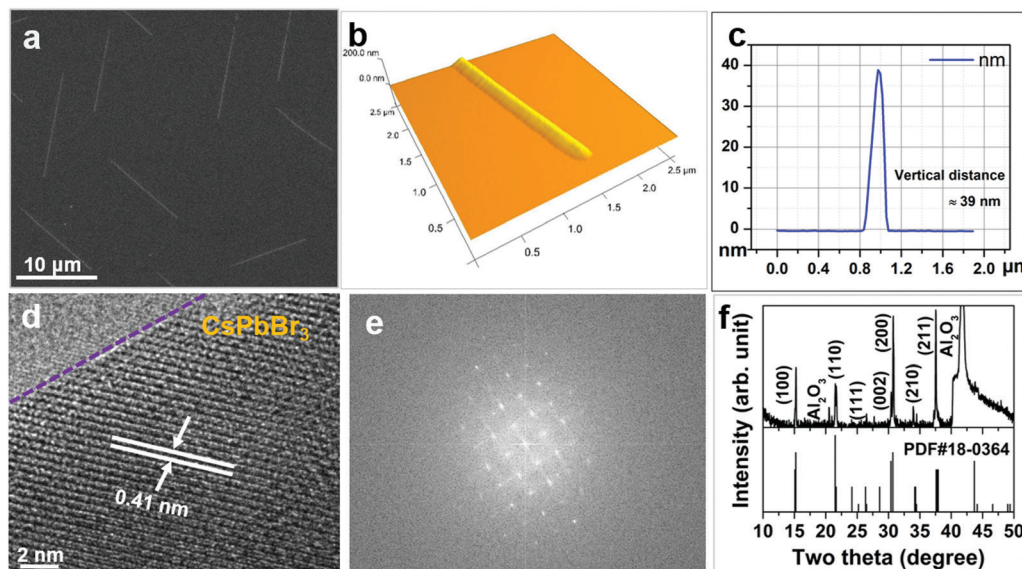 a
10 μm
b
200.0 nm
0.0 nm
2.5 μm
2.0
1.5
1.0
0.5
0.5
1.0
1.5
2.0
2.5 μm
c
nm
40
30
20
10
0
nm
Vertical distance
≈ 39 nm
0.0 0.4 0.8 1.2 1.6 2.0 μm
d
CsPbBr3
0.41 nm
2 nm
e
f
Intensity (arb. unit)
(100)
Al2O3
(110)
(111)
(002)
(200)
(210)
(211)
Al2O3
PDF#18-0364
10 15 20 25 30 35 40 45 50
Two theta (degree)